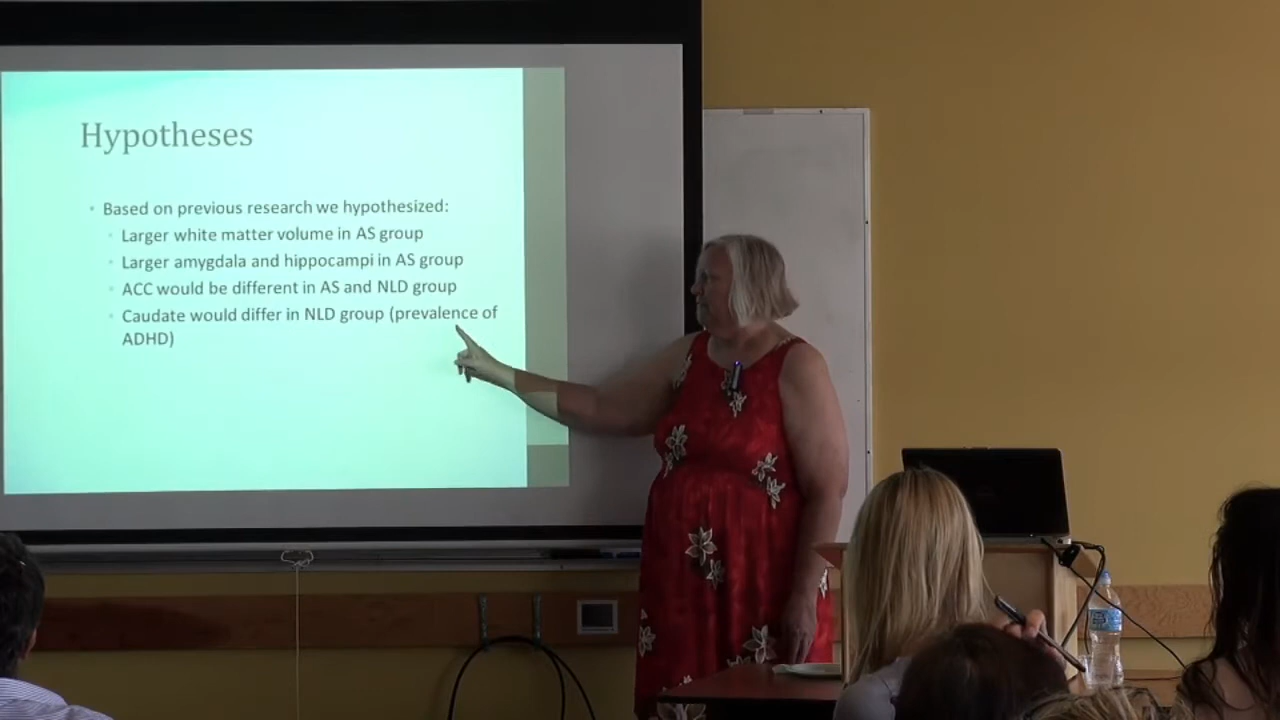 Hypotheses
• Based on previous research we hypothesized:
• Larger white matter volume in AS group
• Larger amygdala and hippocampi in AS group
• ACC would be different in AS and NLD group
• Caudate would differ in NLD group (prevalence of
ADHD)